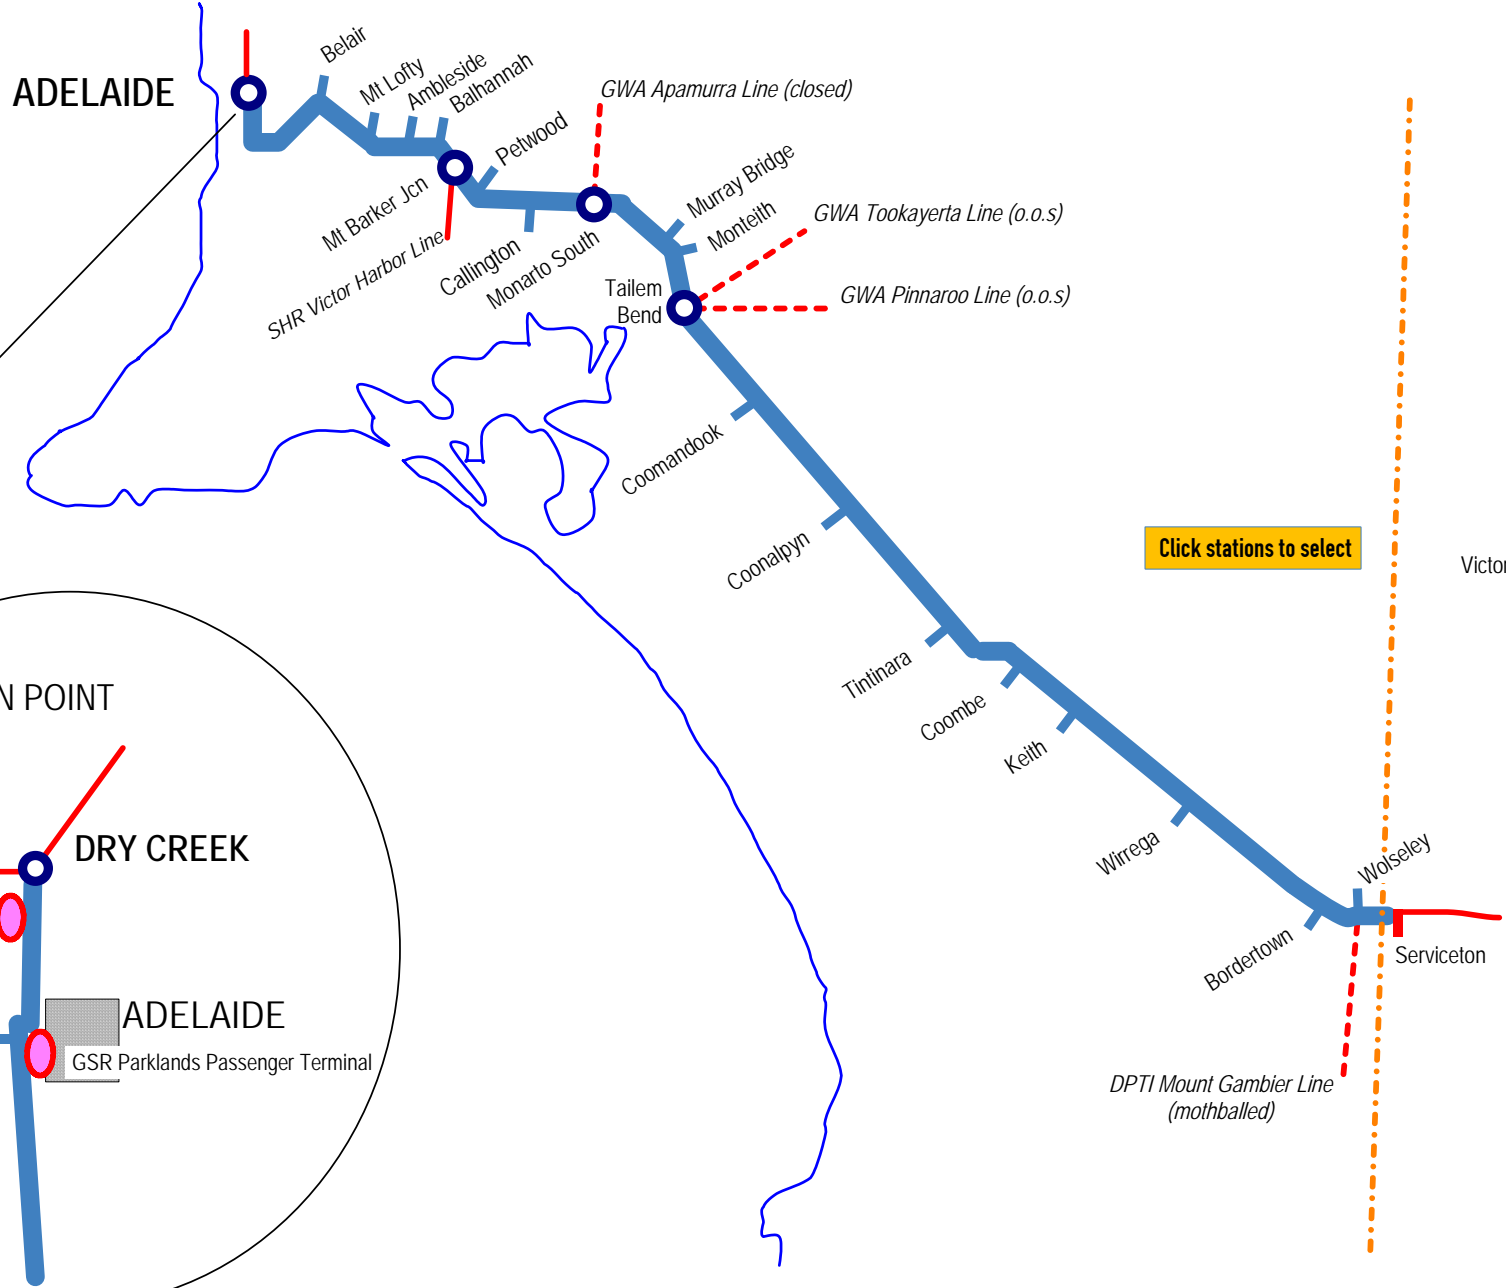 Belair
ADELAIDE
Mt Lofty
Ambleside
Balhannah
GWA Apamurra Line (closed)
Petwood
Mt Barker Jcn
SHR Victor Harbor Line
Callington
Monarto South
Murray Bridge
Monteith
GWA Tookayerta Line (o.o.s)
Tailem
Bend
GWA Pinnaroo Line (o.o.s)
Coomandook
Coonalpyn
Click stations to select
Victor
Tintinara
Coombe
Keith
N POINT
DRY CREEK
Wirrega
Wolseley
Bordertown
Serviceton
ADELAIDE
GSR Parklands Passenger Terminal
DPTI Mount Gambier Line
(mothballed)